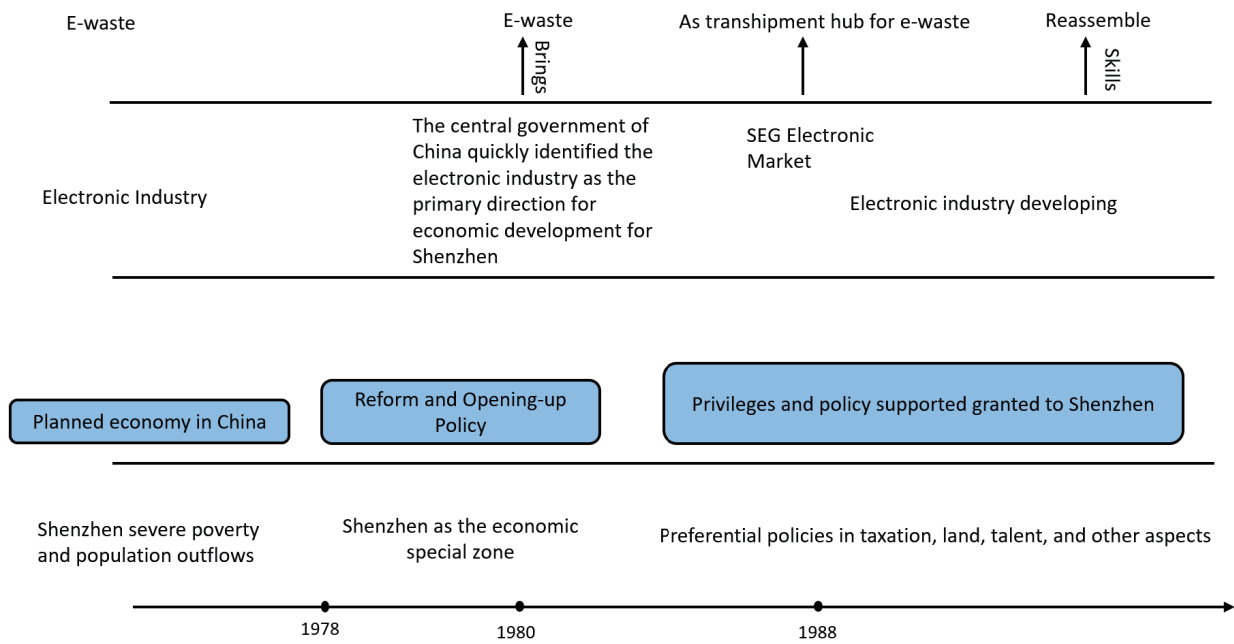 E-waste
E-waste
As transhipment hub for e-waste
Reassemble
Brings
Skills
Electronic Industry
The central government of
China quickly identified the
electronic industry as the
primary direction for
economic development for
Shenzhen
SEG Electronic
Market
Electronic industry developing
Planned economy in China
Reform and Opening-up
Policy
Privileges and policy supported granted to Shenzhen
Shenzhen severe poverty
and population outflows
Shenzhen as the economic
special zone
Preferential policies in taxation, land, talent, and other aspects
1978
1980
1988